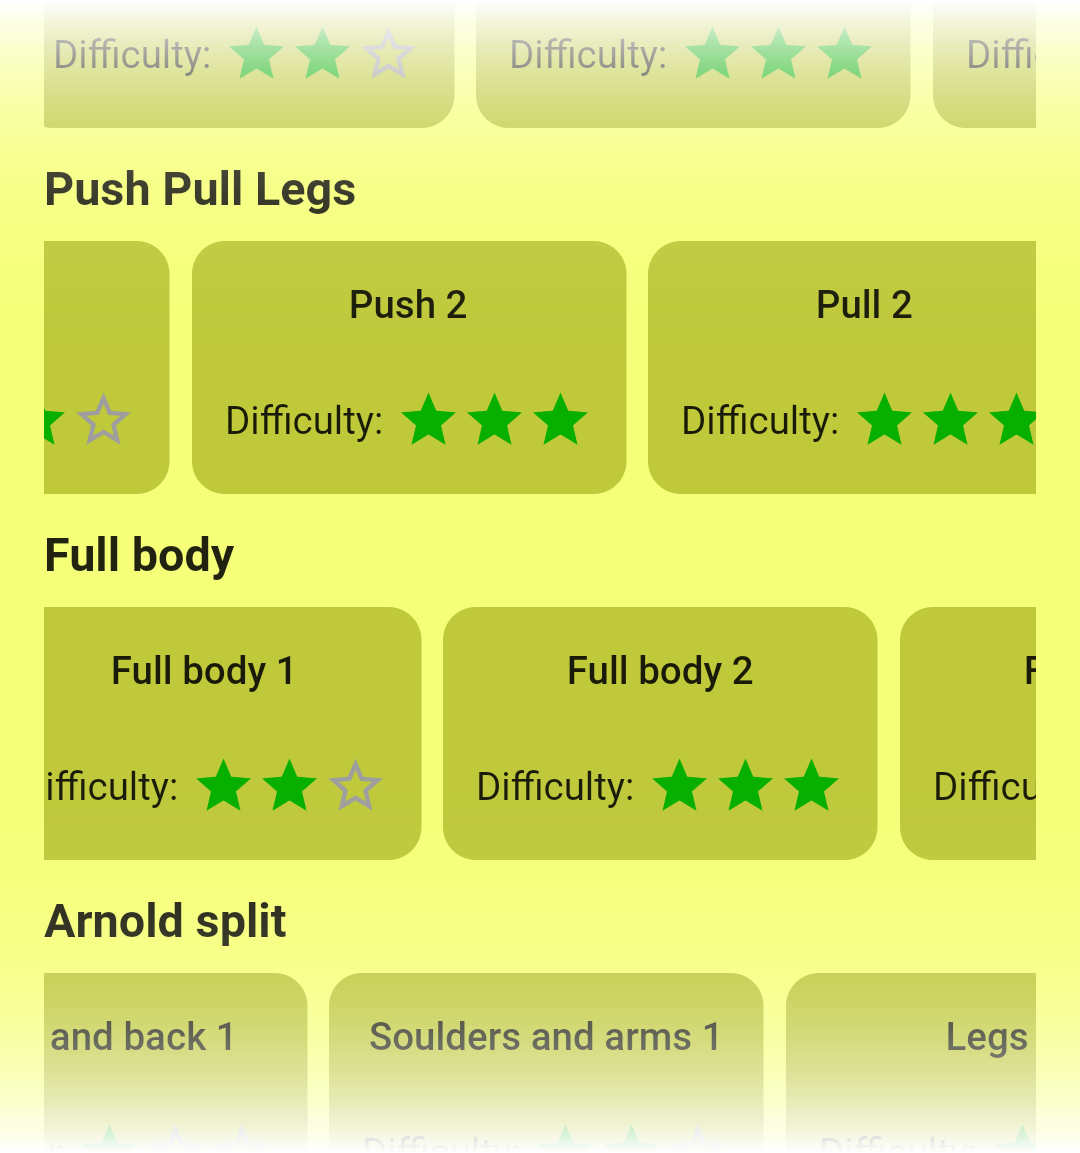 Difficulty: Difficulty: Diffi
Push Pull Legs
Push 2 Pull 2
Difficulty: Difficulty:
Full body
Full body 1 Full body 2 F
ifficulty: Difficulty: Difficu
Arnold split
and back 1 Soulders and arms 1 Legs
Difficulty: Difficulty: